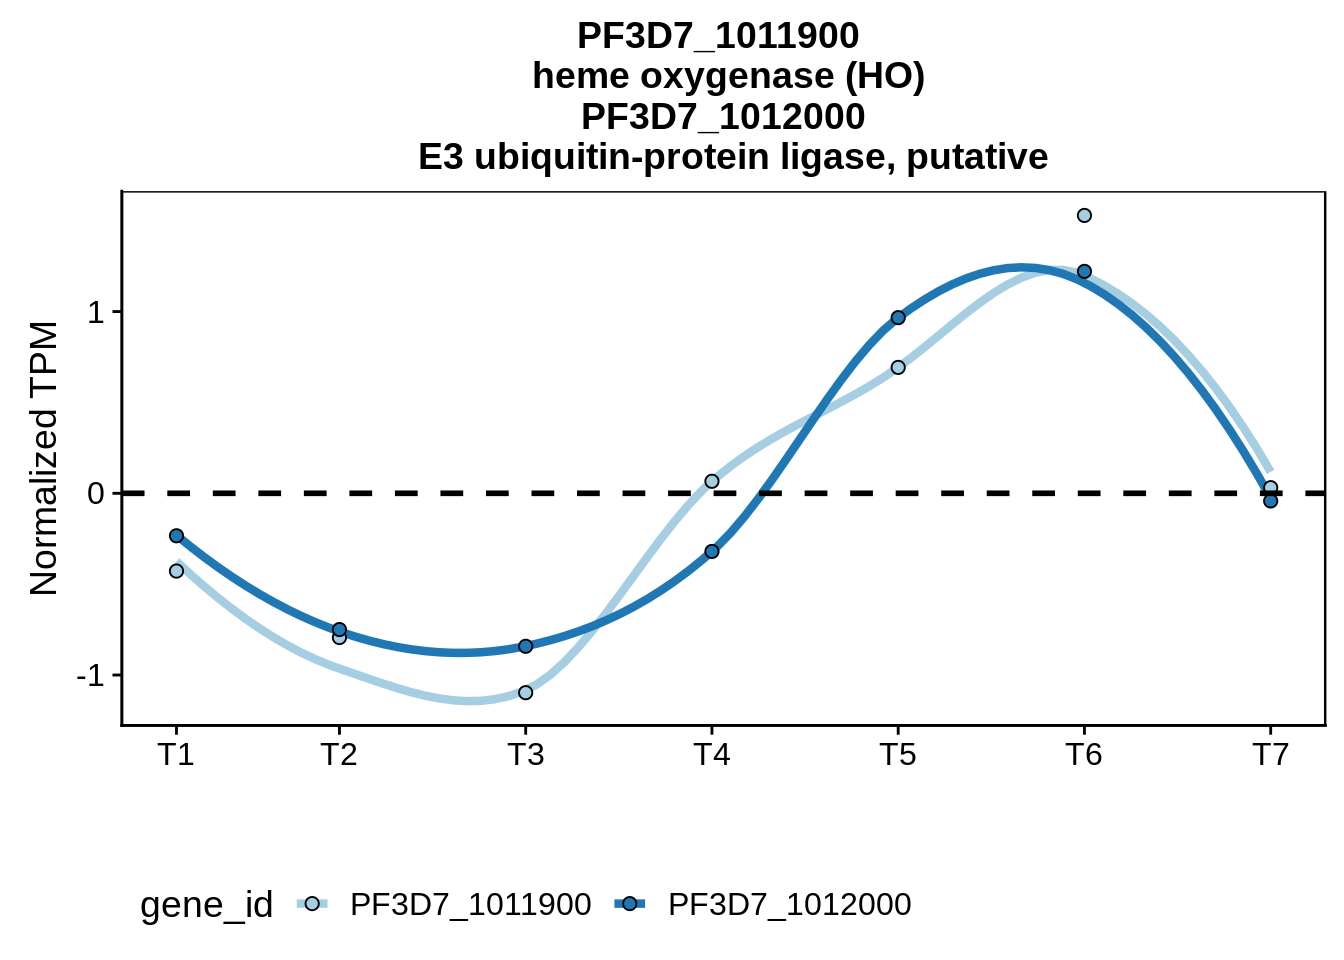 PF3D7_1011900
heme oxygenase (HO)
PF3D7_1012000
E3 ubiquitin-protein ligase, putative
Normalized TPM
1
0
-1
T1 T2 T3 T4 T5 T6 T7
gene_id PF3D7_1011900 PF3D7_1012000